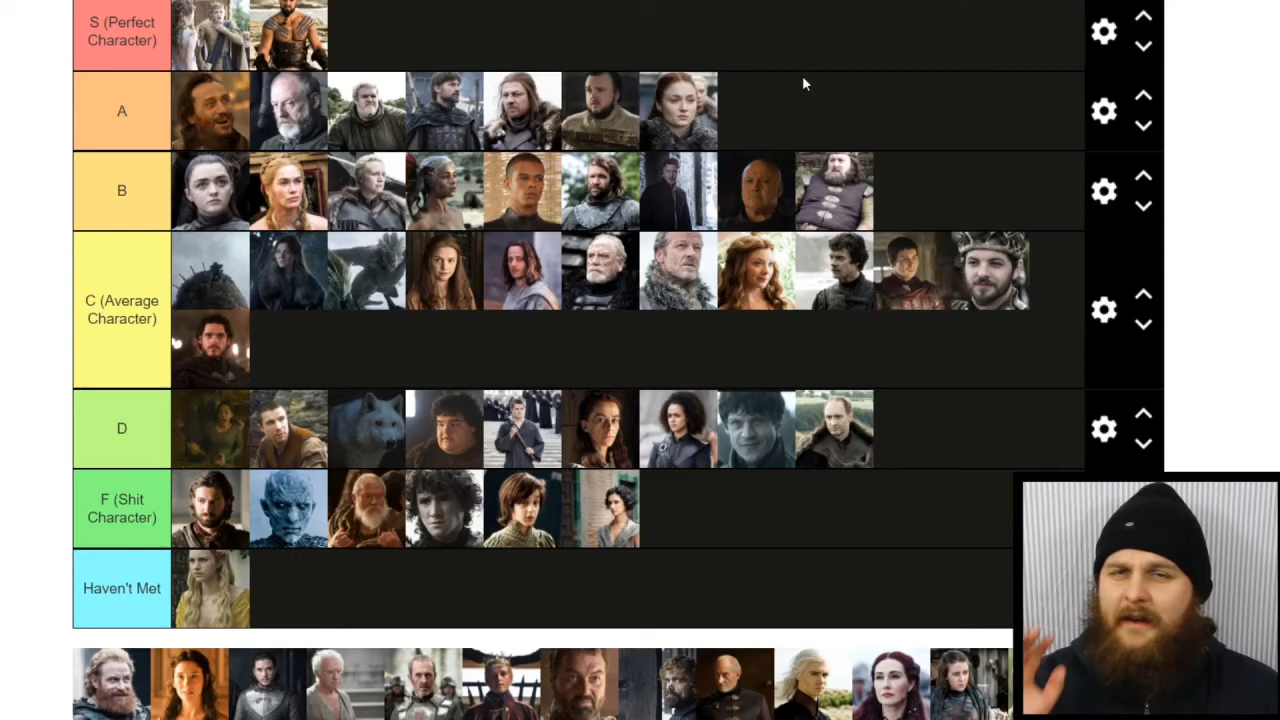 S (Perfect
Character)
A
B
C (Average
Character)
D
F (Shit
Character)
Haven't Met